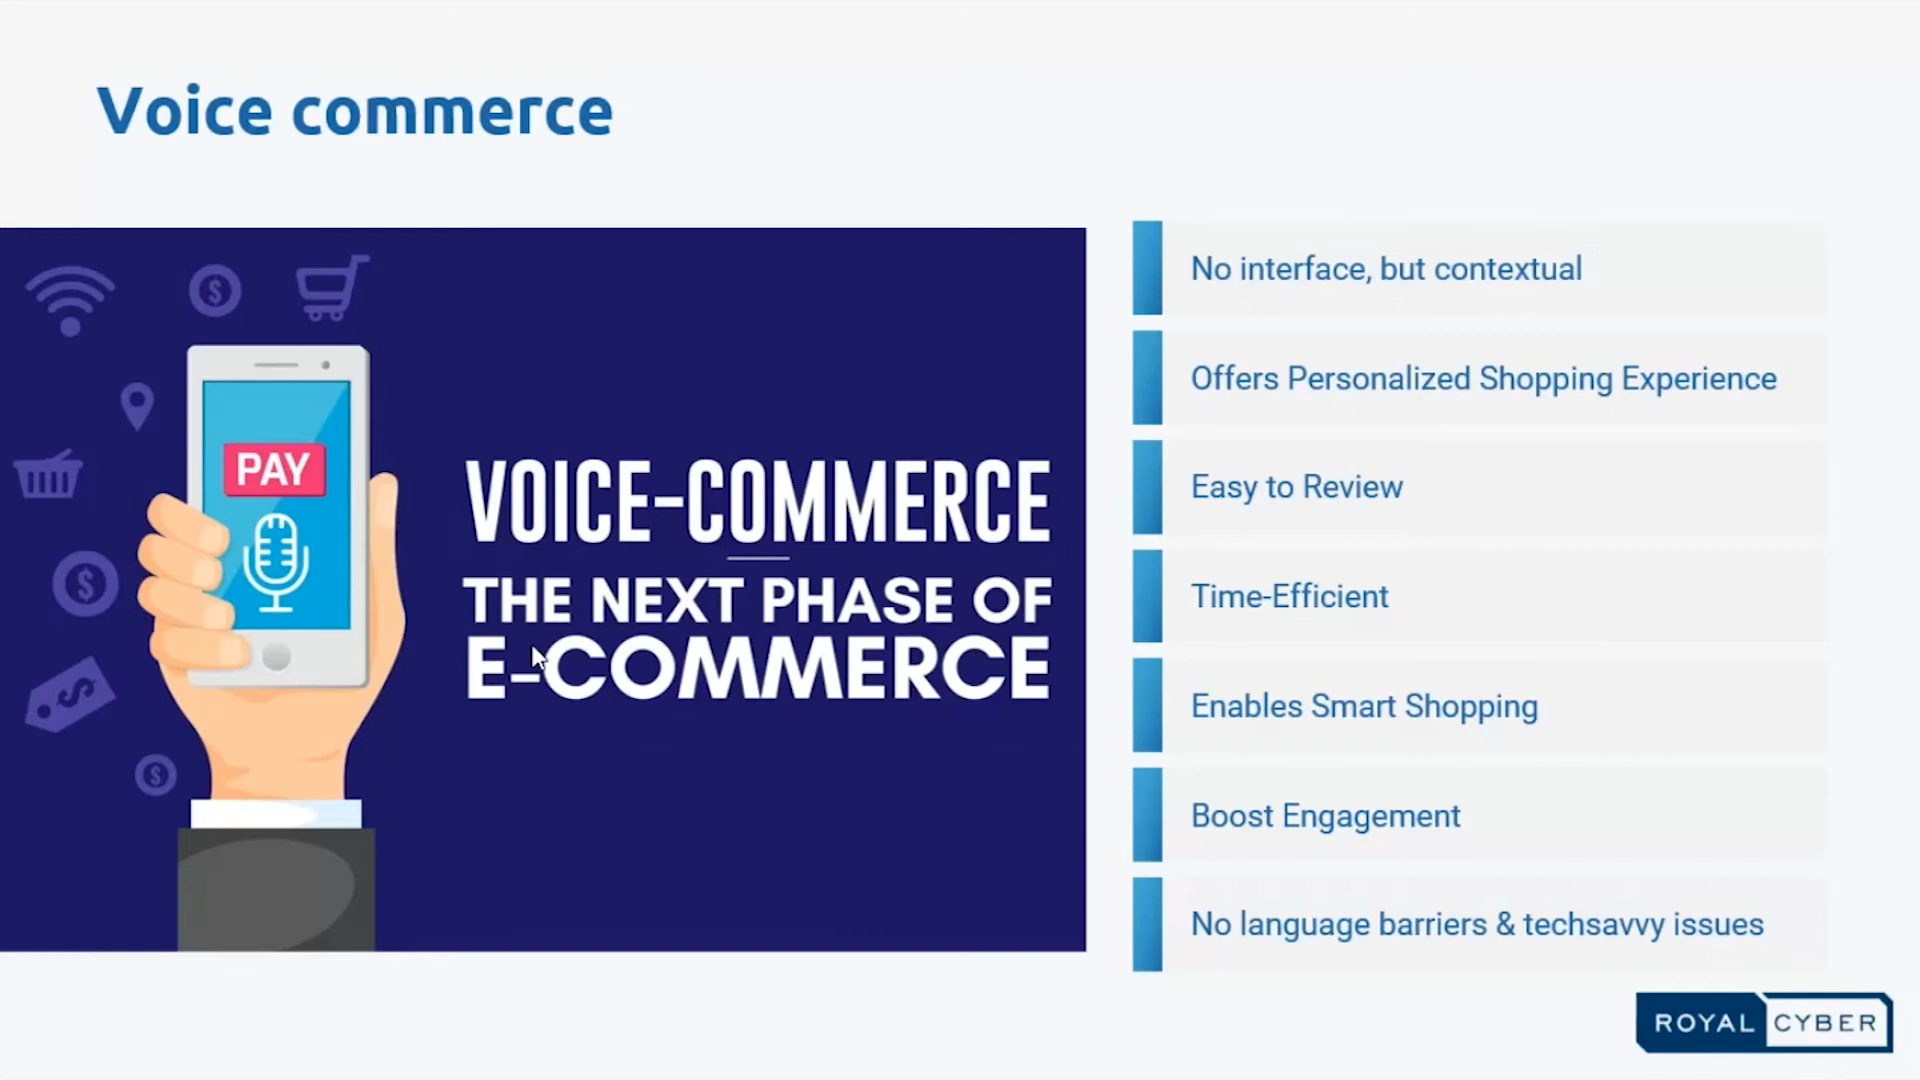 Voice commerce
PAY
VOICE-COMMERCE
THE NEXT PHASE OF
E-COMMERCE
No interface, but contextual
Offers Personalized Shopping Experience
Easy to Review
Time-Efficient
Enables Smart Shopping
Boost Engagement
No language barriers & techsavvy issues
ROYAL CYBER